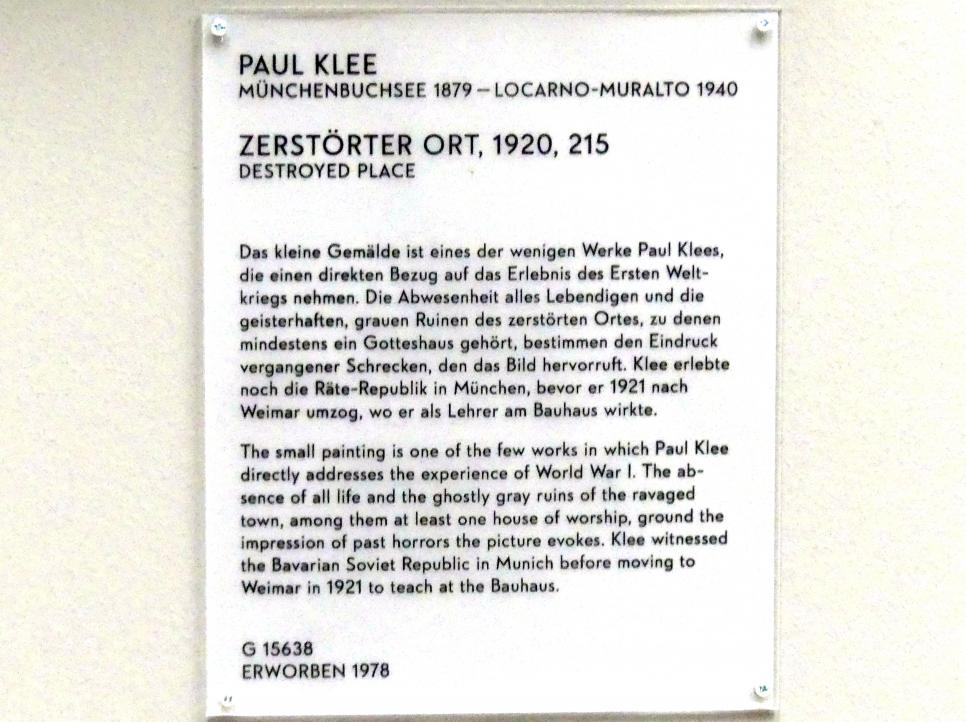 PAUL KLEE
MÜNCHENBUCHSEE 1879 – LOCARNO-MURALTO 1940
ZERSTÖRTER ORT, 1920, 215
DESTROYED PLACE
Das kleine Gemälde ist eines der wenigen Werke Paul Klees,
die einen direkten Bezug auf das Erlebnis des Ersten Welt-
kriegs nehmen. Die Abwesenheit alles Lebendigen und die
geisterhaften, grauen Ruinen des zerstörten Ortes, zu denen
mindestens ein Gotteshaus gehört, bestimmen den Eindruck
vergangener Schrecken, den das Bild hervorruft. Klee erlebte
noch die Räte-Republik in München, bevor er 1921 nach
Weimar umzog, wo er als Lehrer am Bauhaus wirkte.
The small painting is one of the few works in which Paul Klee
directly addresses the experience of World War I. The ab-
sence of all life and the ghostly gray ruins of the ravaged
town, among them at least one house of worship, ground the
impression of past horrors the picture evokes. Klee witnessed
the Bavarian Soviet Republic in Munich before moving to
Weimar in 1921 to teach at the Bauhaus.
G 15638
ERWORBEN 1978